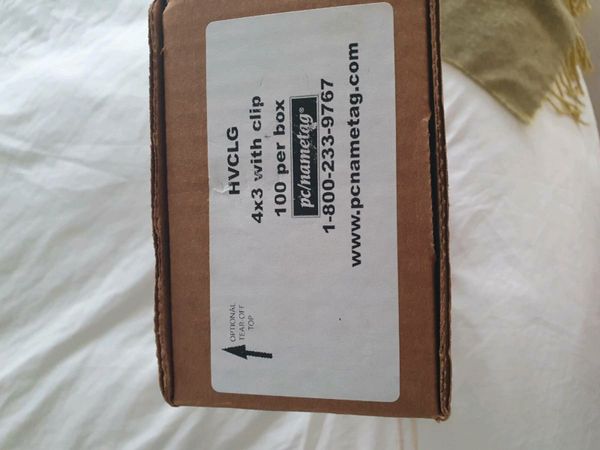 HVCLG
4x3 with clip
100 per box
pc/nametag®
1-800-233-9767
www.pcnametag.com
OPTIONAL
TEAR-OFF
TOP